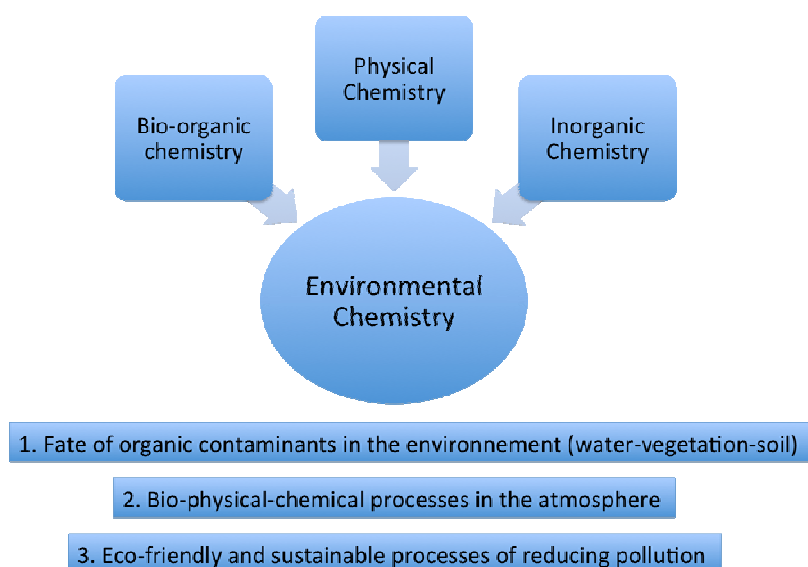 Physical
Chemistry
Bio-organic
chemistry
Inorganic
Chemistry
Environmental
Chemistry
1. Fate of organic contaminants in the environnement (water-vegetation-soil)
2. Bio-physical-chemical processes in the atmosphere
3. Eco-friendly and sustainable processes of reducing pollution